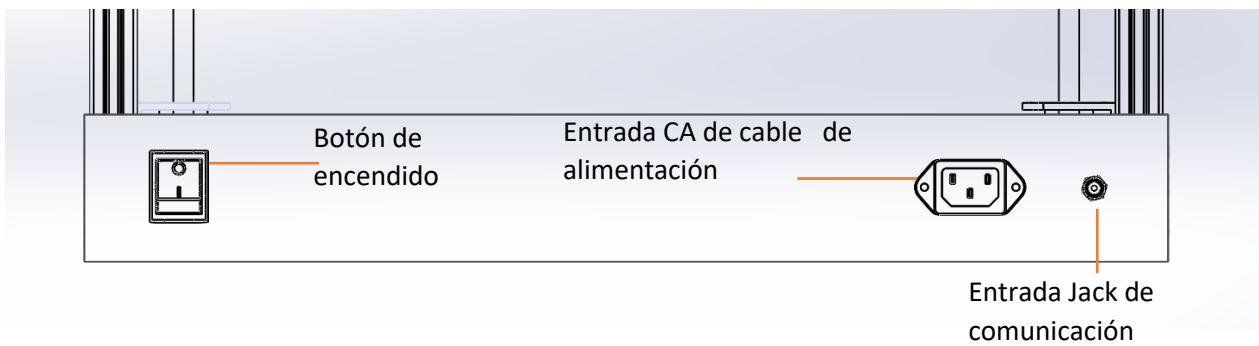 Botón de
encendido
Entrada CA de cable de
alimentación
Entrada Jack de
comunicación